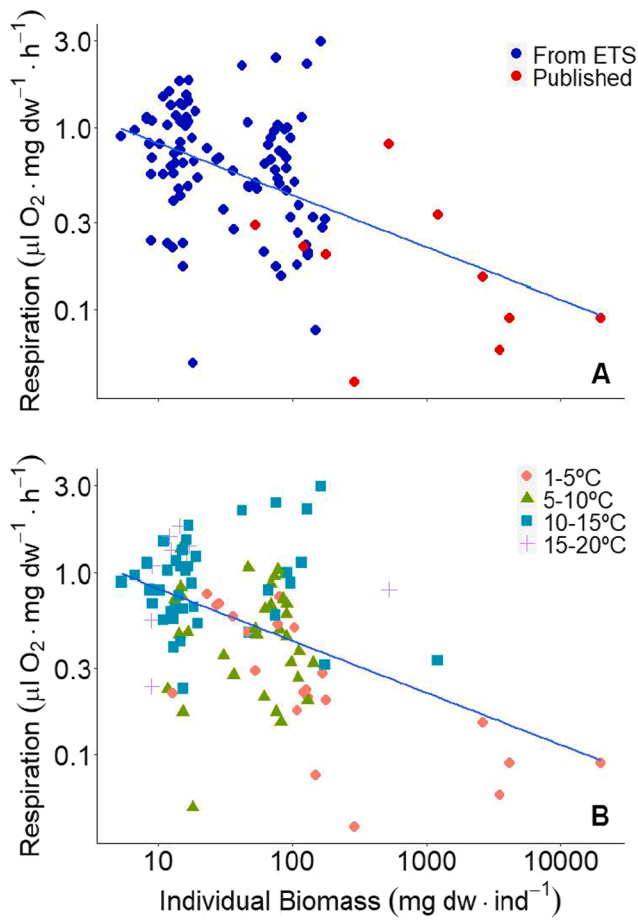 3.0
1.0
0.3
0.1
Respiration (μl O₂ · mg dw⁻¹ · h⁻¹)
From ETS
Published
A
3.0
1.0
0.3
0.1
Respiration (μl O₂ · mg dw⁻¹ · h⁻¹)
1-5ºC
5-10ºC
10-15ºC
15-20ºC
B
10
100
1000
10000
Individual Biomass (mg dw · ind⁻¹)